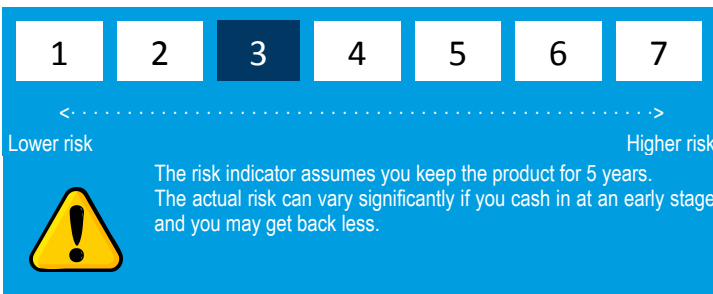 1 2 3 4 5 6 7
Lower risk Higher risk
The risk indicator assumes you keep the product for 5 years.
The actual risk can vary significantly if you cash in at an early stage
and you may get back less.